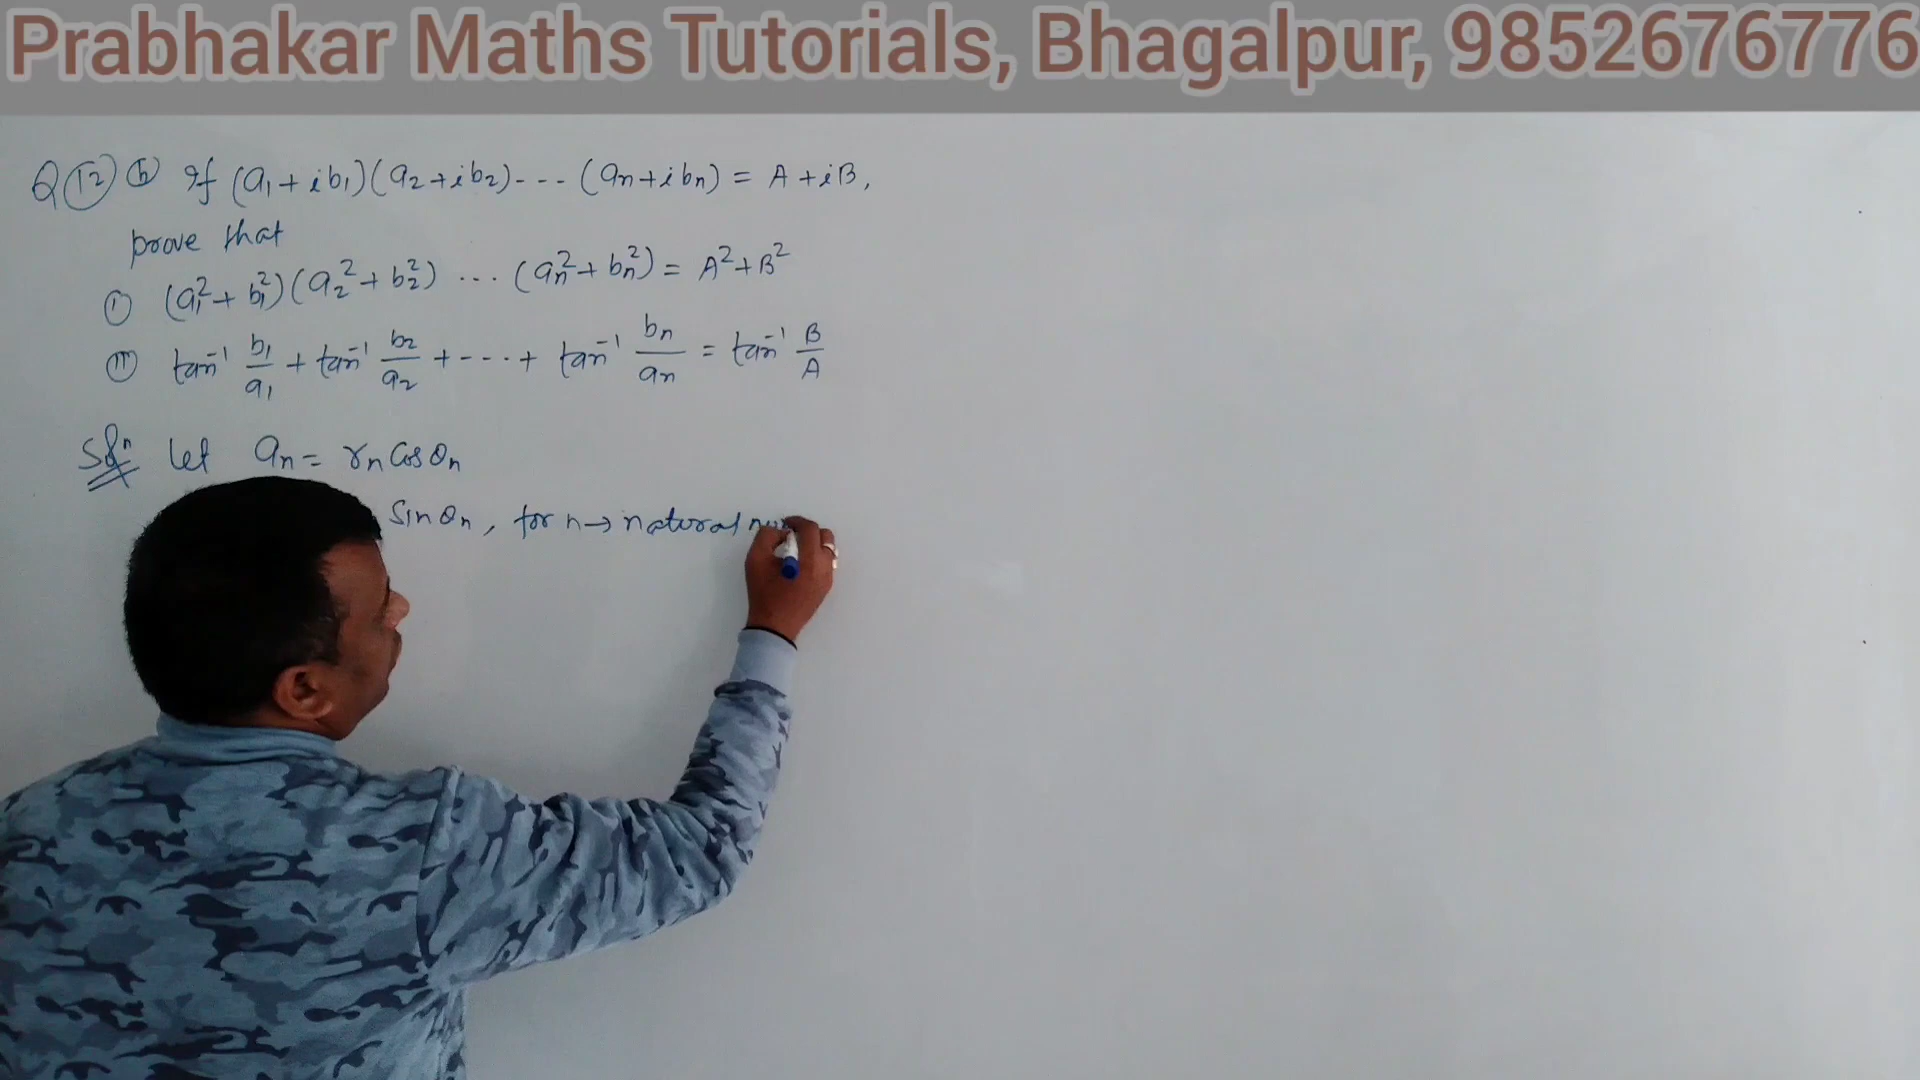 Prabhakar Maths Tutorials, Bhagalpur, 9852676776
Q 12 b If (a₁ + ib₁)(a₂ + ib₂)--- (aₙ + ibₙ) = A + iB,
prove that
(i) (a₁² + b₁²)(a₂² + b₂²) ... (aₙ² + bₙ²) = A² + B²
(ii) tan⁻¹ b₁/a₁ + tan⁻¹ b₂/a₂ + ---. + tan⁻¹ bₙ/aₙ = tan⁻¹ B/A
Solⁿ let aₙ = rₙ Cos θₙ
Sin θₙ, for n → natural